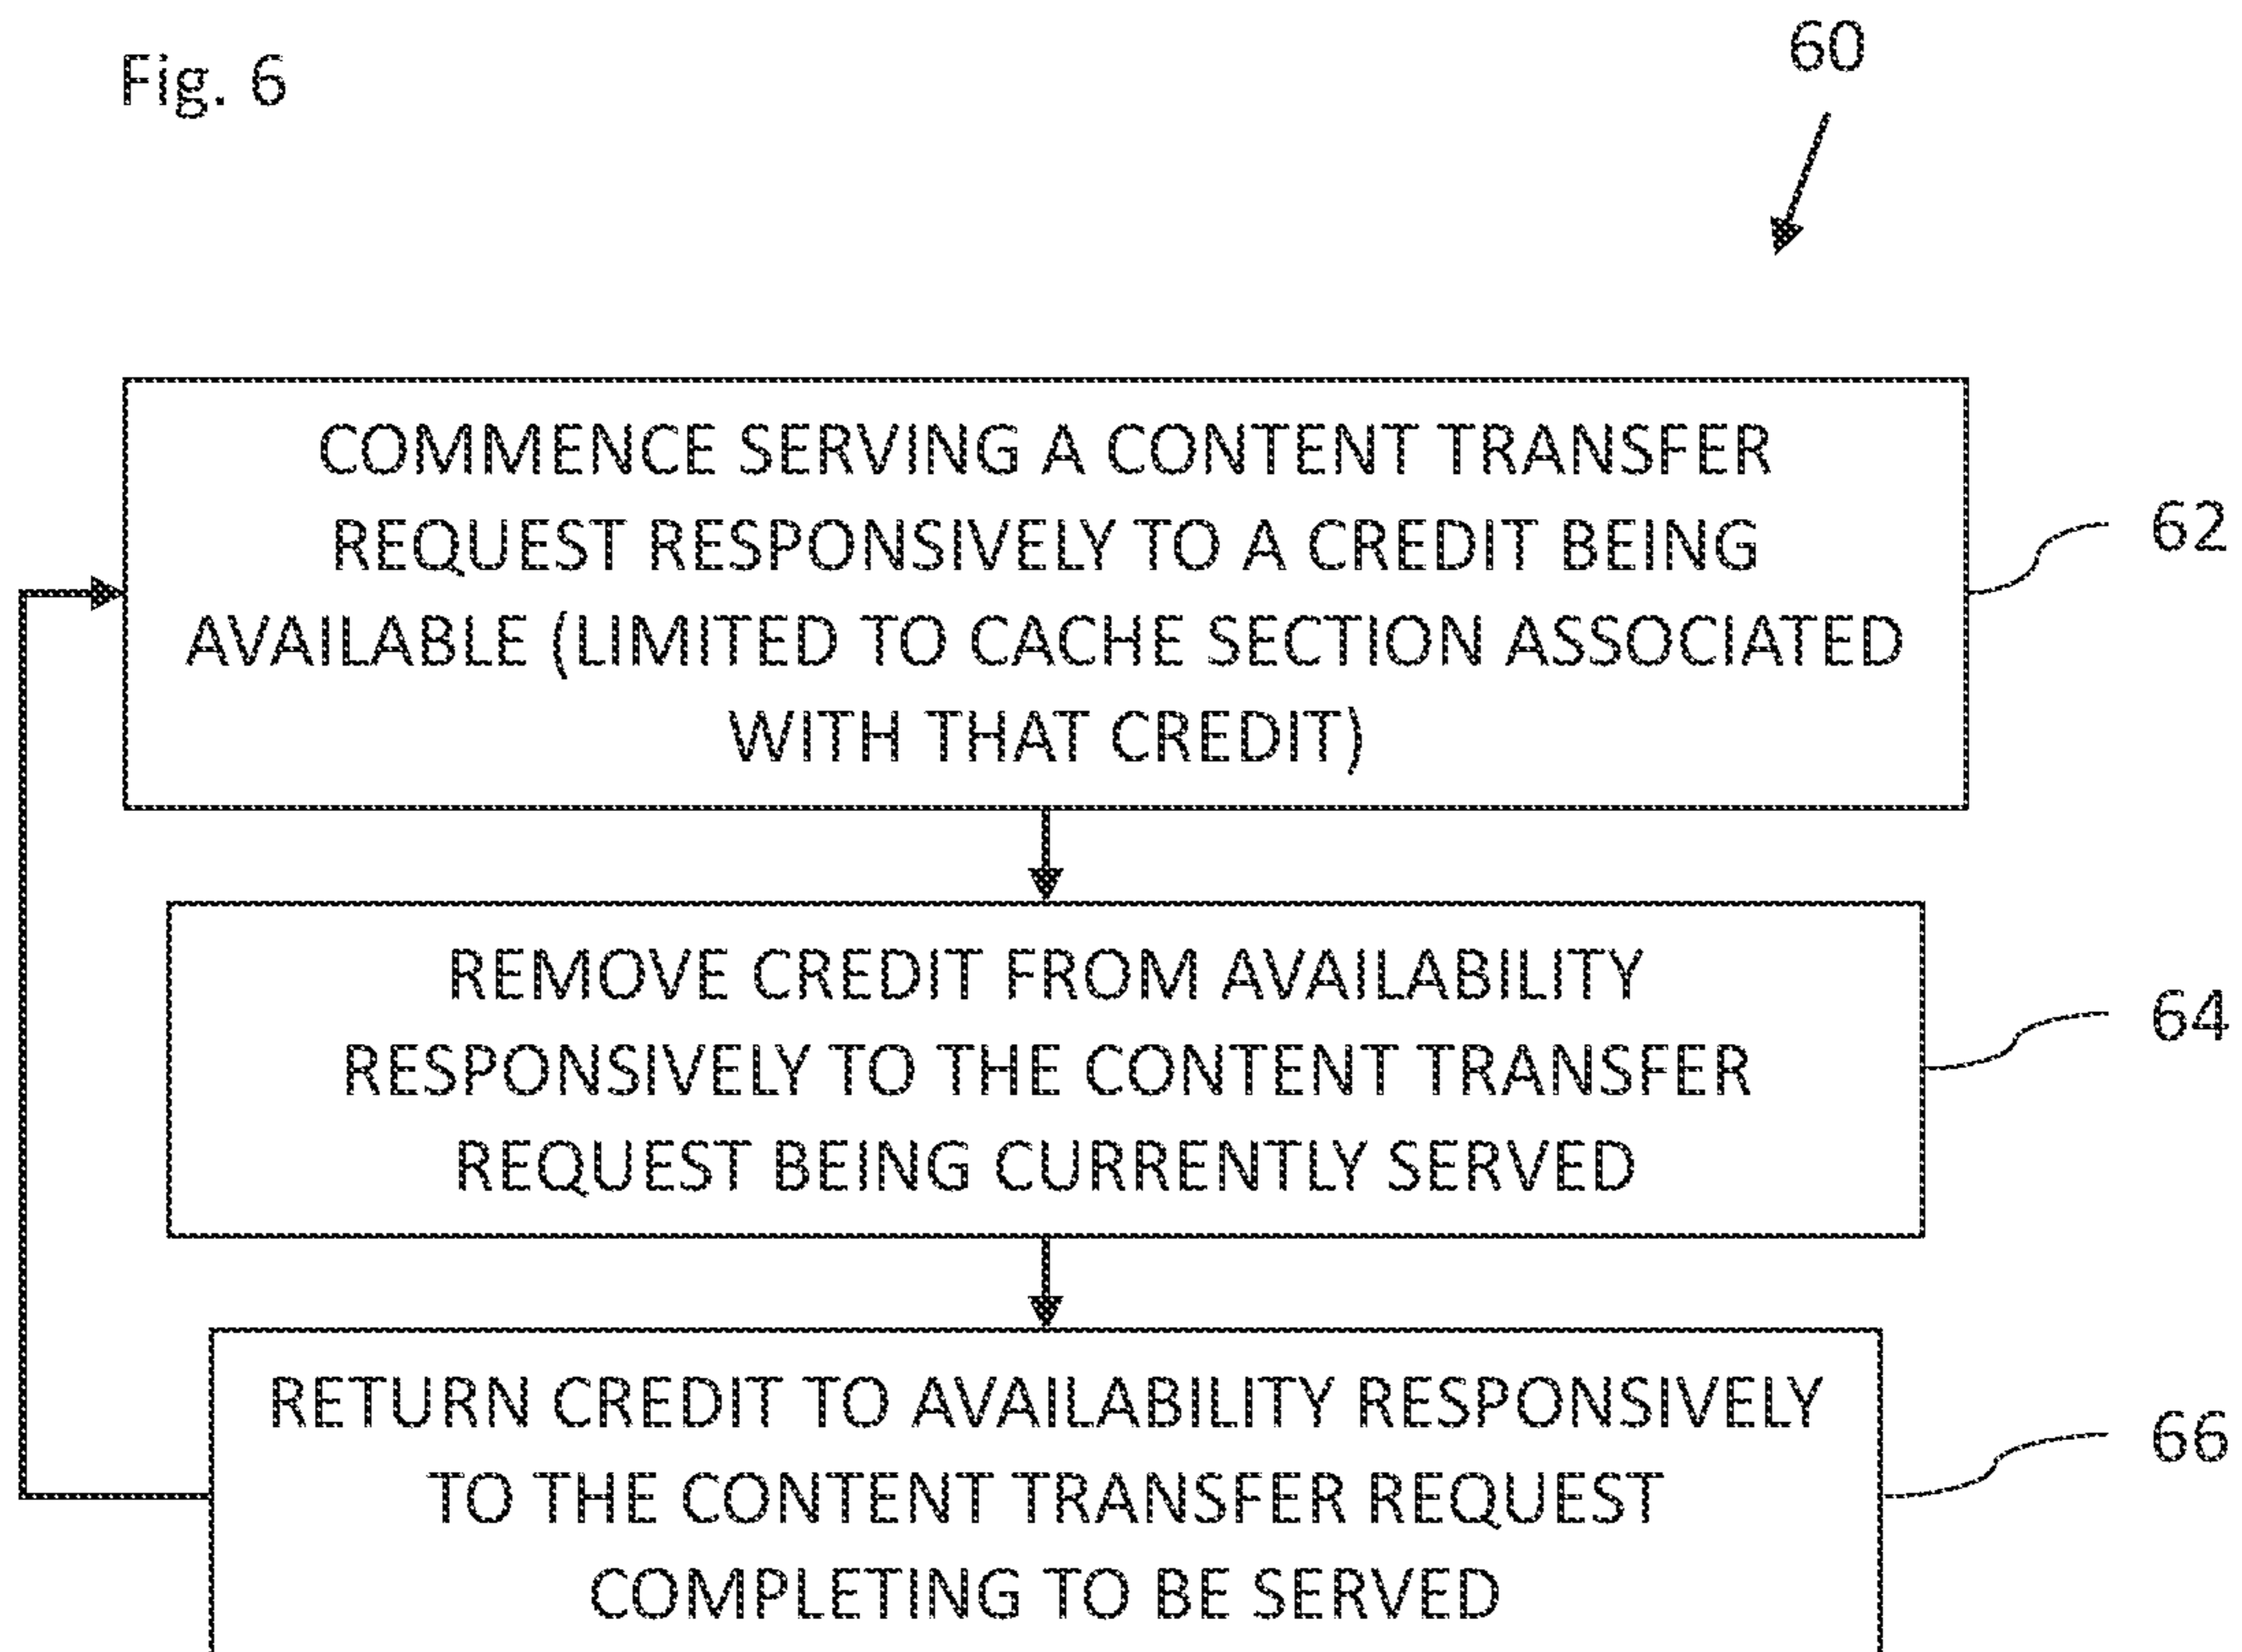 Fig. 6
60
COMMENCE SERVING A CONTENT TRANSFER
REQUEST RESPONSIVELY TO A CREDIT BEING
AVAILABLE (LIMITED TO CACHE SECTION ASSOCIATED
WITH THAT CREDIT)
62
REMOVE CREDIT FROM AVAILABILITY
RESPONSIVELY TO THE CONTENT TRANSFER
REQUEST BEING CURRENTLY SERVED
64
RETURN CREDIT TO AVAILABILITY RESPONSIVELY
TO THE CONTENT TRANSFER REQUEST
COMPLETING TO BE SERVED
66